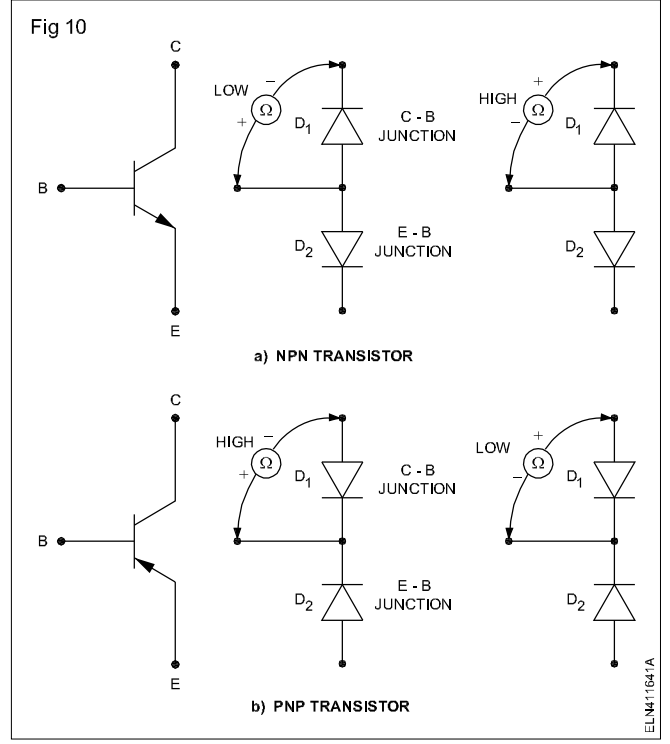 Fig 10
C
B
E
LOW
−
+
Ω
D1
C - B
JUNCTION
D2
E - B
JUNCTION
HIGH
+
−
Ω
D1
D2
a) NPN TRANSISTOR
C
B
E
HIGH
−
+
Ω
D1
C - B
JUNCTION
D2
E - B
JUNCTION
LOW
+
−
Ω
D1
D2
b) PNP TRANSISTOR
ELN411641A